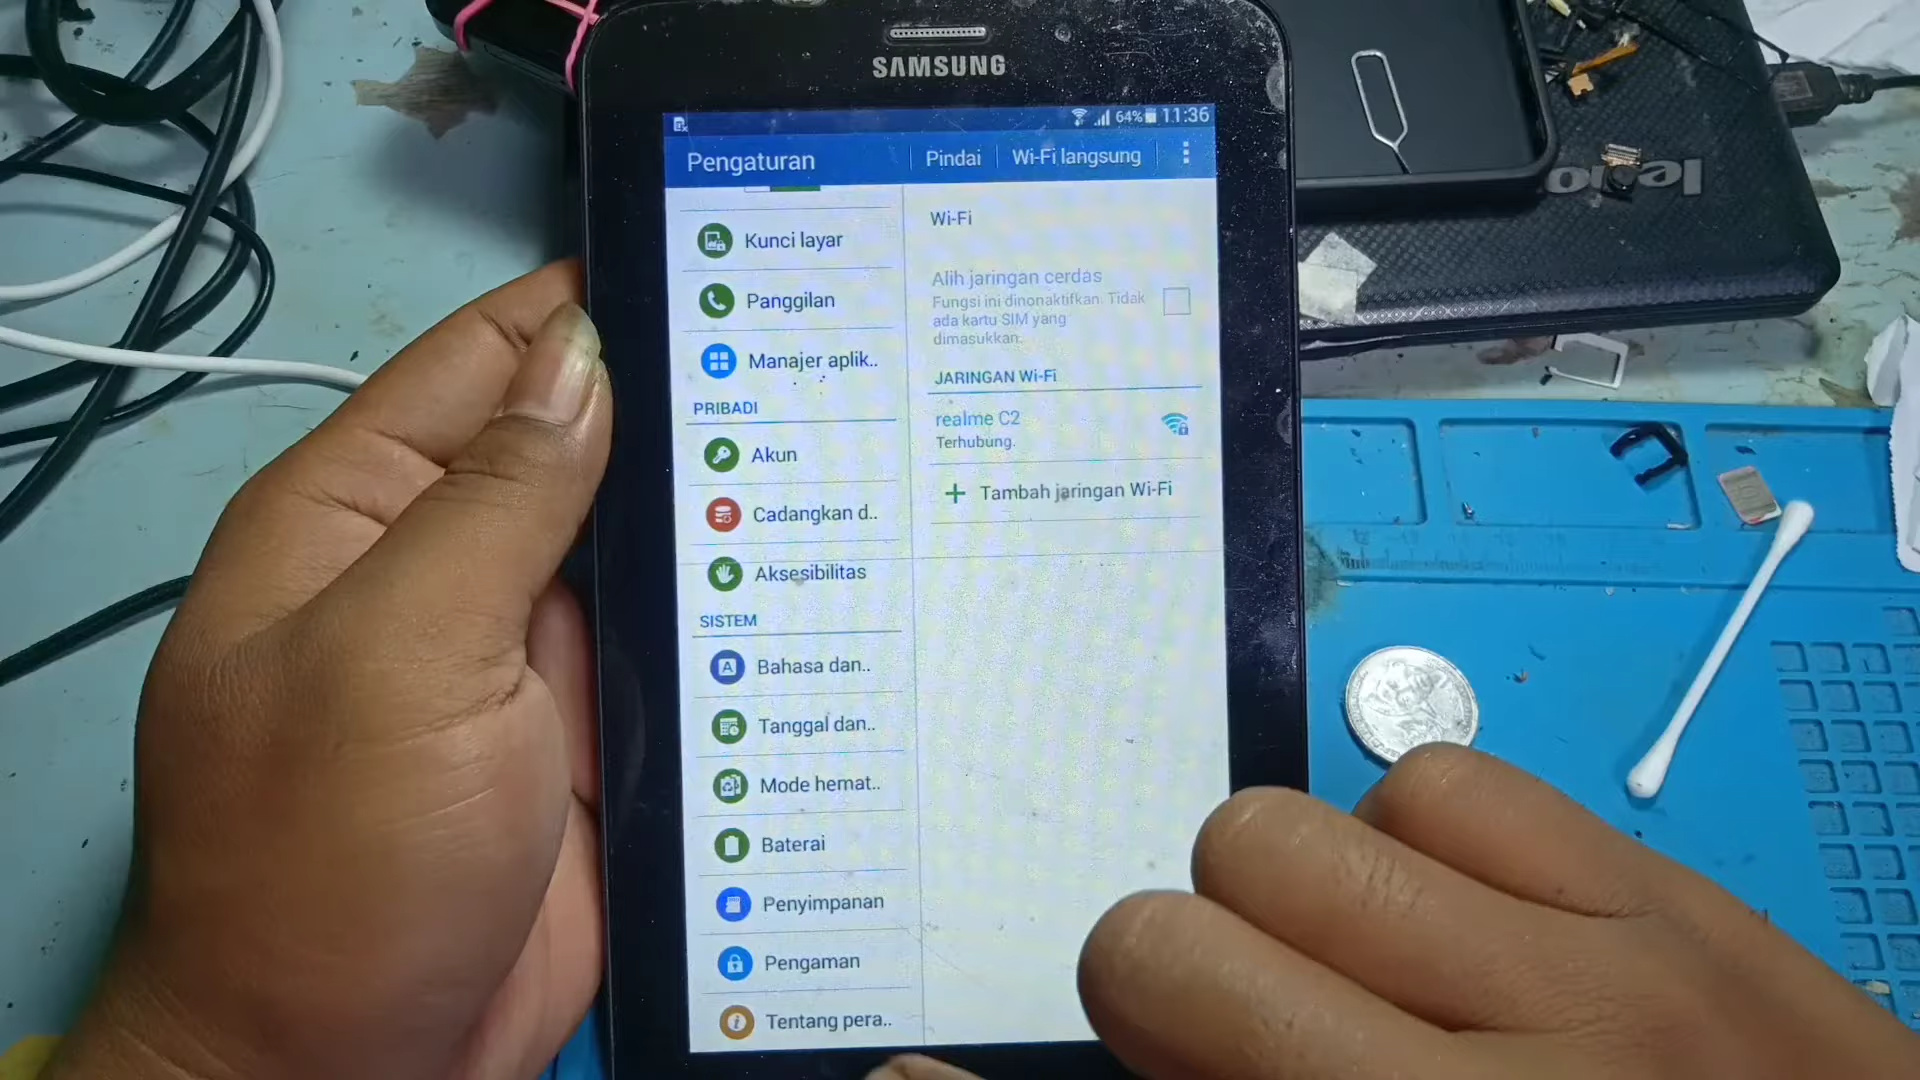 SAMSUNG
64% 11:36
Pengaturan
Pindai
Wi-Fi langsung
Kunci layar
Panggilan
Manajer aplik..
PRIBADI
Akun
Cadangkan d..
Aksesibilitas
SISTEM
Bahasa dan..
Tanggal dan..
Mode hemat..
Baterai
Penyimpanan
Pengaman
Tentang pera..
Wi-Fi
Alih jaringan cerdas
Fungsi ini dinonaktifkan. Tidak
ada kartu SIM yang
dimasukkan.
JARINGAN Wi-Fi
realme C2
Terhubung.
Tambah jaringan Wi-Fi
lenovo